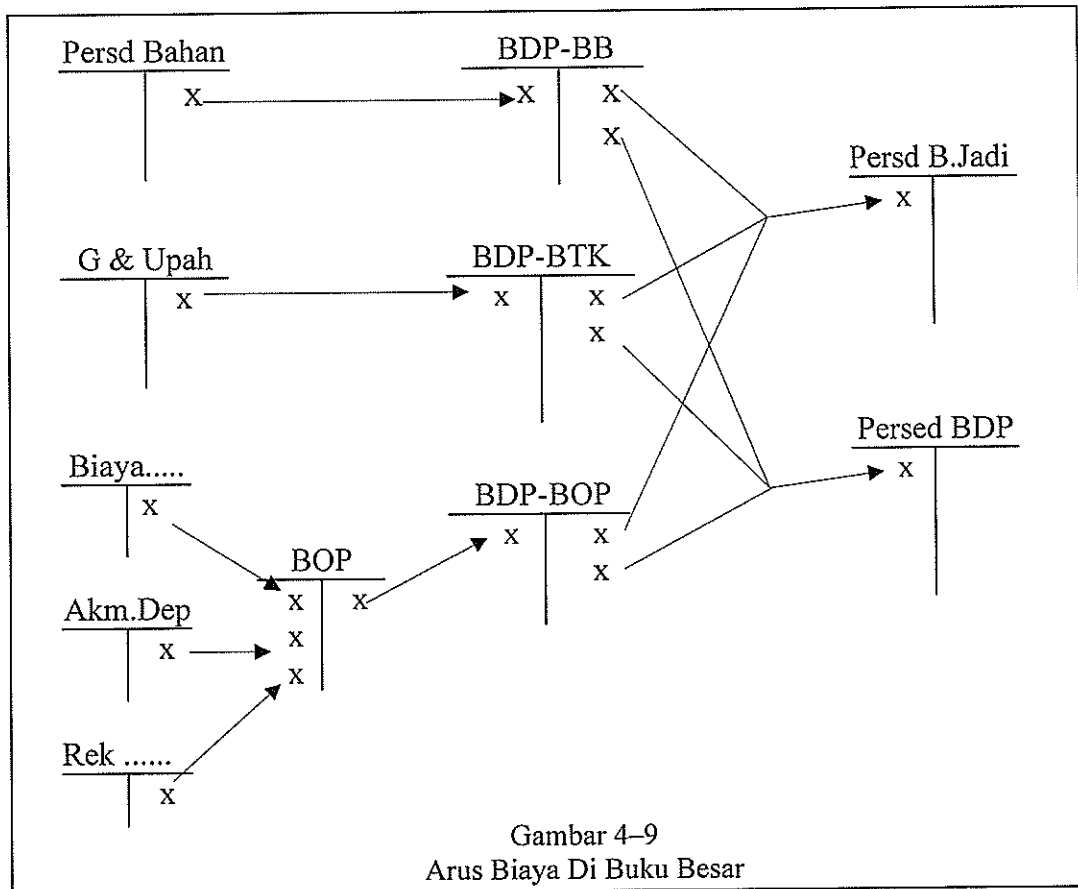 Persd Bahan
x
BDP-BB
x x
x
Persd B.Jadi
x
G & Upah
x
BDP-BTK
x x
x
Persed BDP
x
Biaya.....
x
BDP-BOP
x x
x
BOP
x x
x
x
Akm.Dep
x
Rek ......
x
Gambar 4–9
Arus Biaya Di Buku Besar